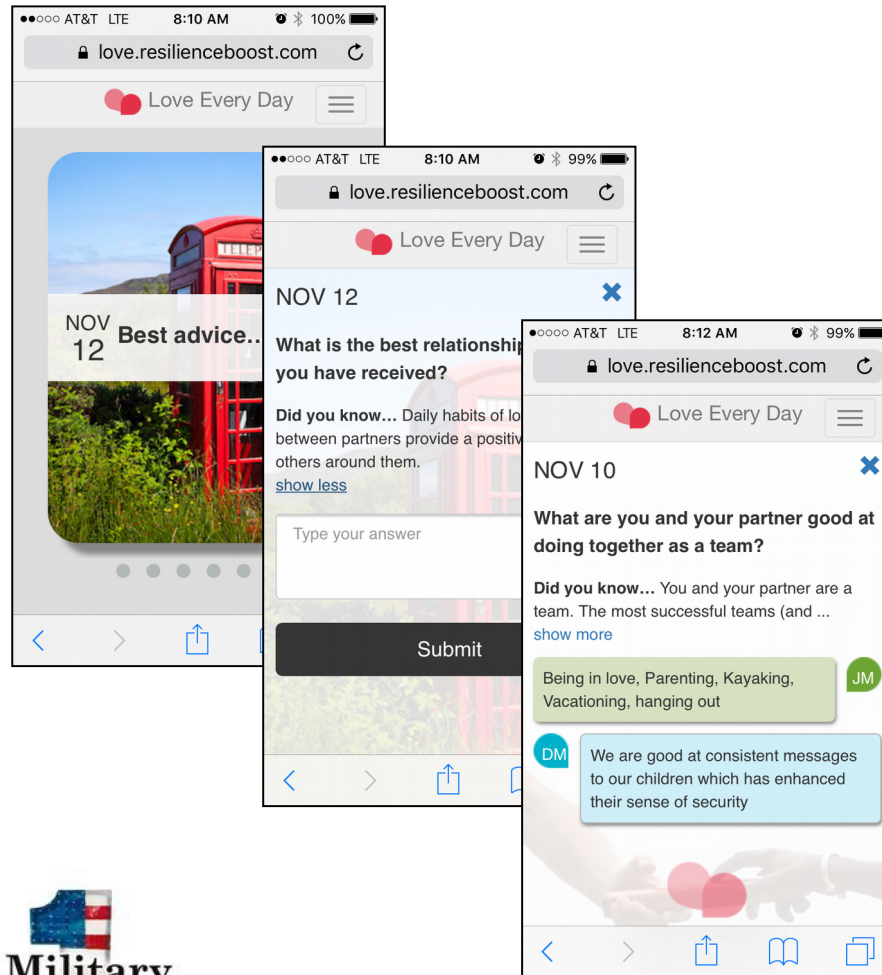 AT&T LTE 8:10 AM 100%
love.resilienceboost.com
Love Every Day
TELEP
NOV
12
Best advice...
AT&T LTE 8:10 AM 99%
love.resilienceboost.com
Love Every Day
NOV 12
What is the best relationship
you have received?
Did you know... Daily habits of
between partners provide a
others around them.
show less
Type your answer
Submit
AT&T LTE 8:12 AM 99%
love.resilienceboost.com
Love Every Day
NOV 10
What are you and your partner good at
doing together as a team?
Did you know... You and your partner are a
team. The most successful teams (and ...
show more
Being in love, Parenting, Kayaking,
Vacationing, hanging out
JM
DM
We are good at consistent messages
to our children which has enhanced
their sense of security
Military